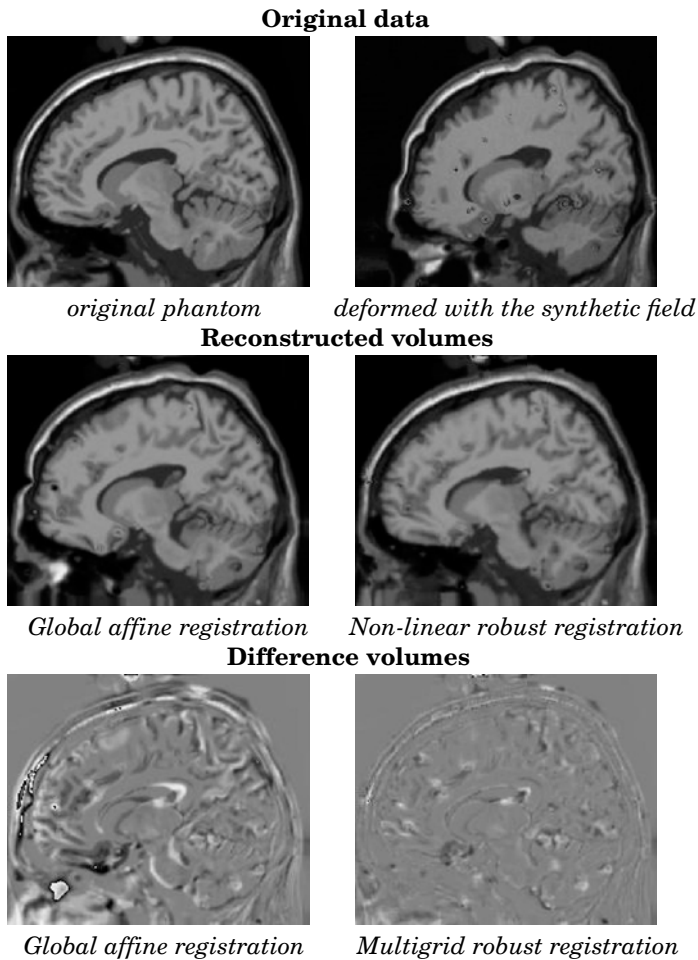 Original data
original phantom
deformed with the synthetic field
Reconstructed volumes
Global affine registration
Non-linear robust registration
Difference volumes
Global affine registration
Multigrid robust registration